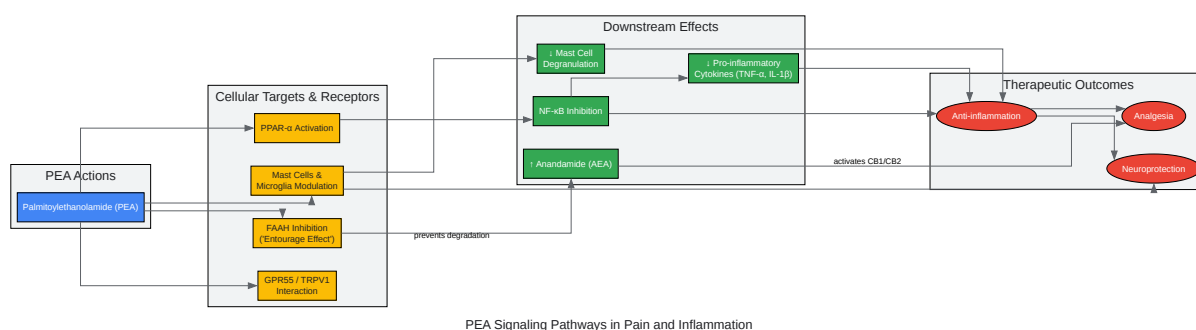 PEA Actions
Palmitoylethanolamide (PEA)
Cellular Targets & Receptors
PPAR-α Activation
Mast Cells &
Microglia Modulation
FAAH Inhibition
('Entourage Effect')
GPR55 / TRPV1
Interaction
prevents degradation
Downstream Effects
↓ Mast Cell
Degranulation
↓ Pro-inflammatory
Cytokines (TNF-α, IL-1β)
NF-κB Inhibition
↑ Anandamide (AEA)
activates CB1/CB2
Therapeutic Outcomes
Anti-inflammation
Analgesia
Neuroprotection
PEA Signaling Pathways in Pain and Inflammation